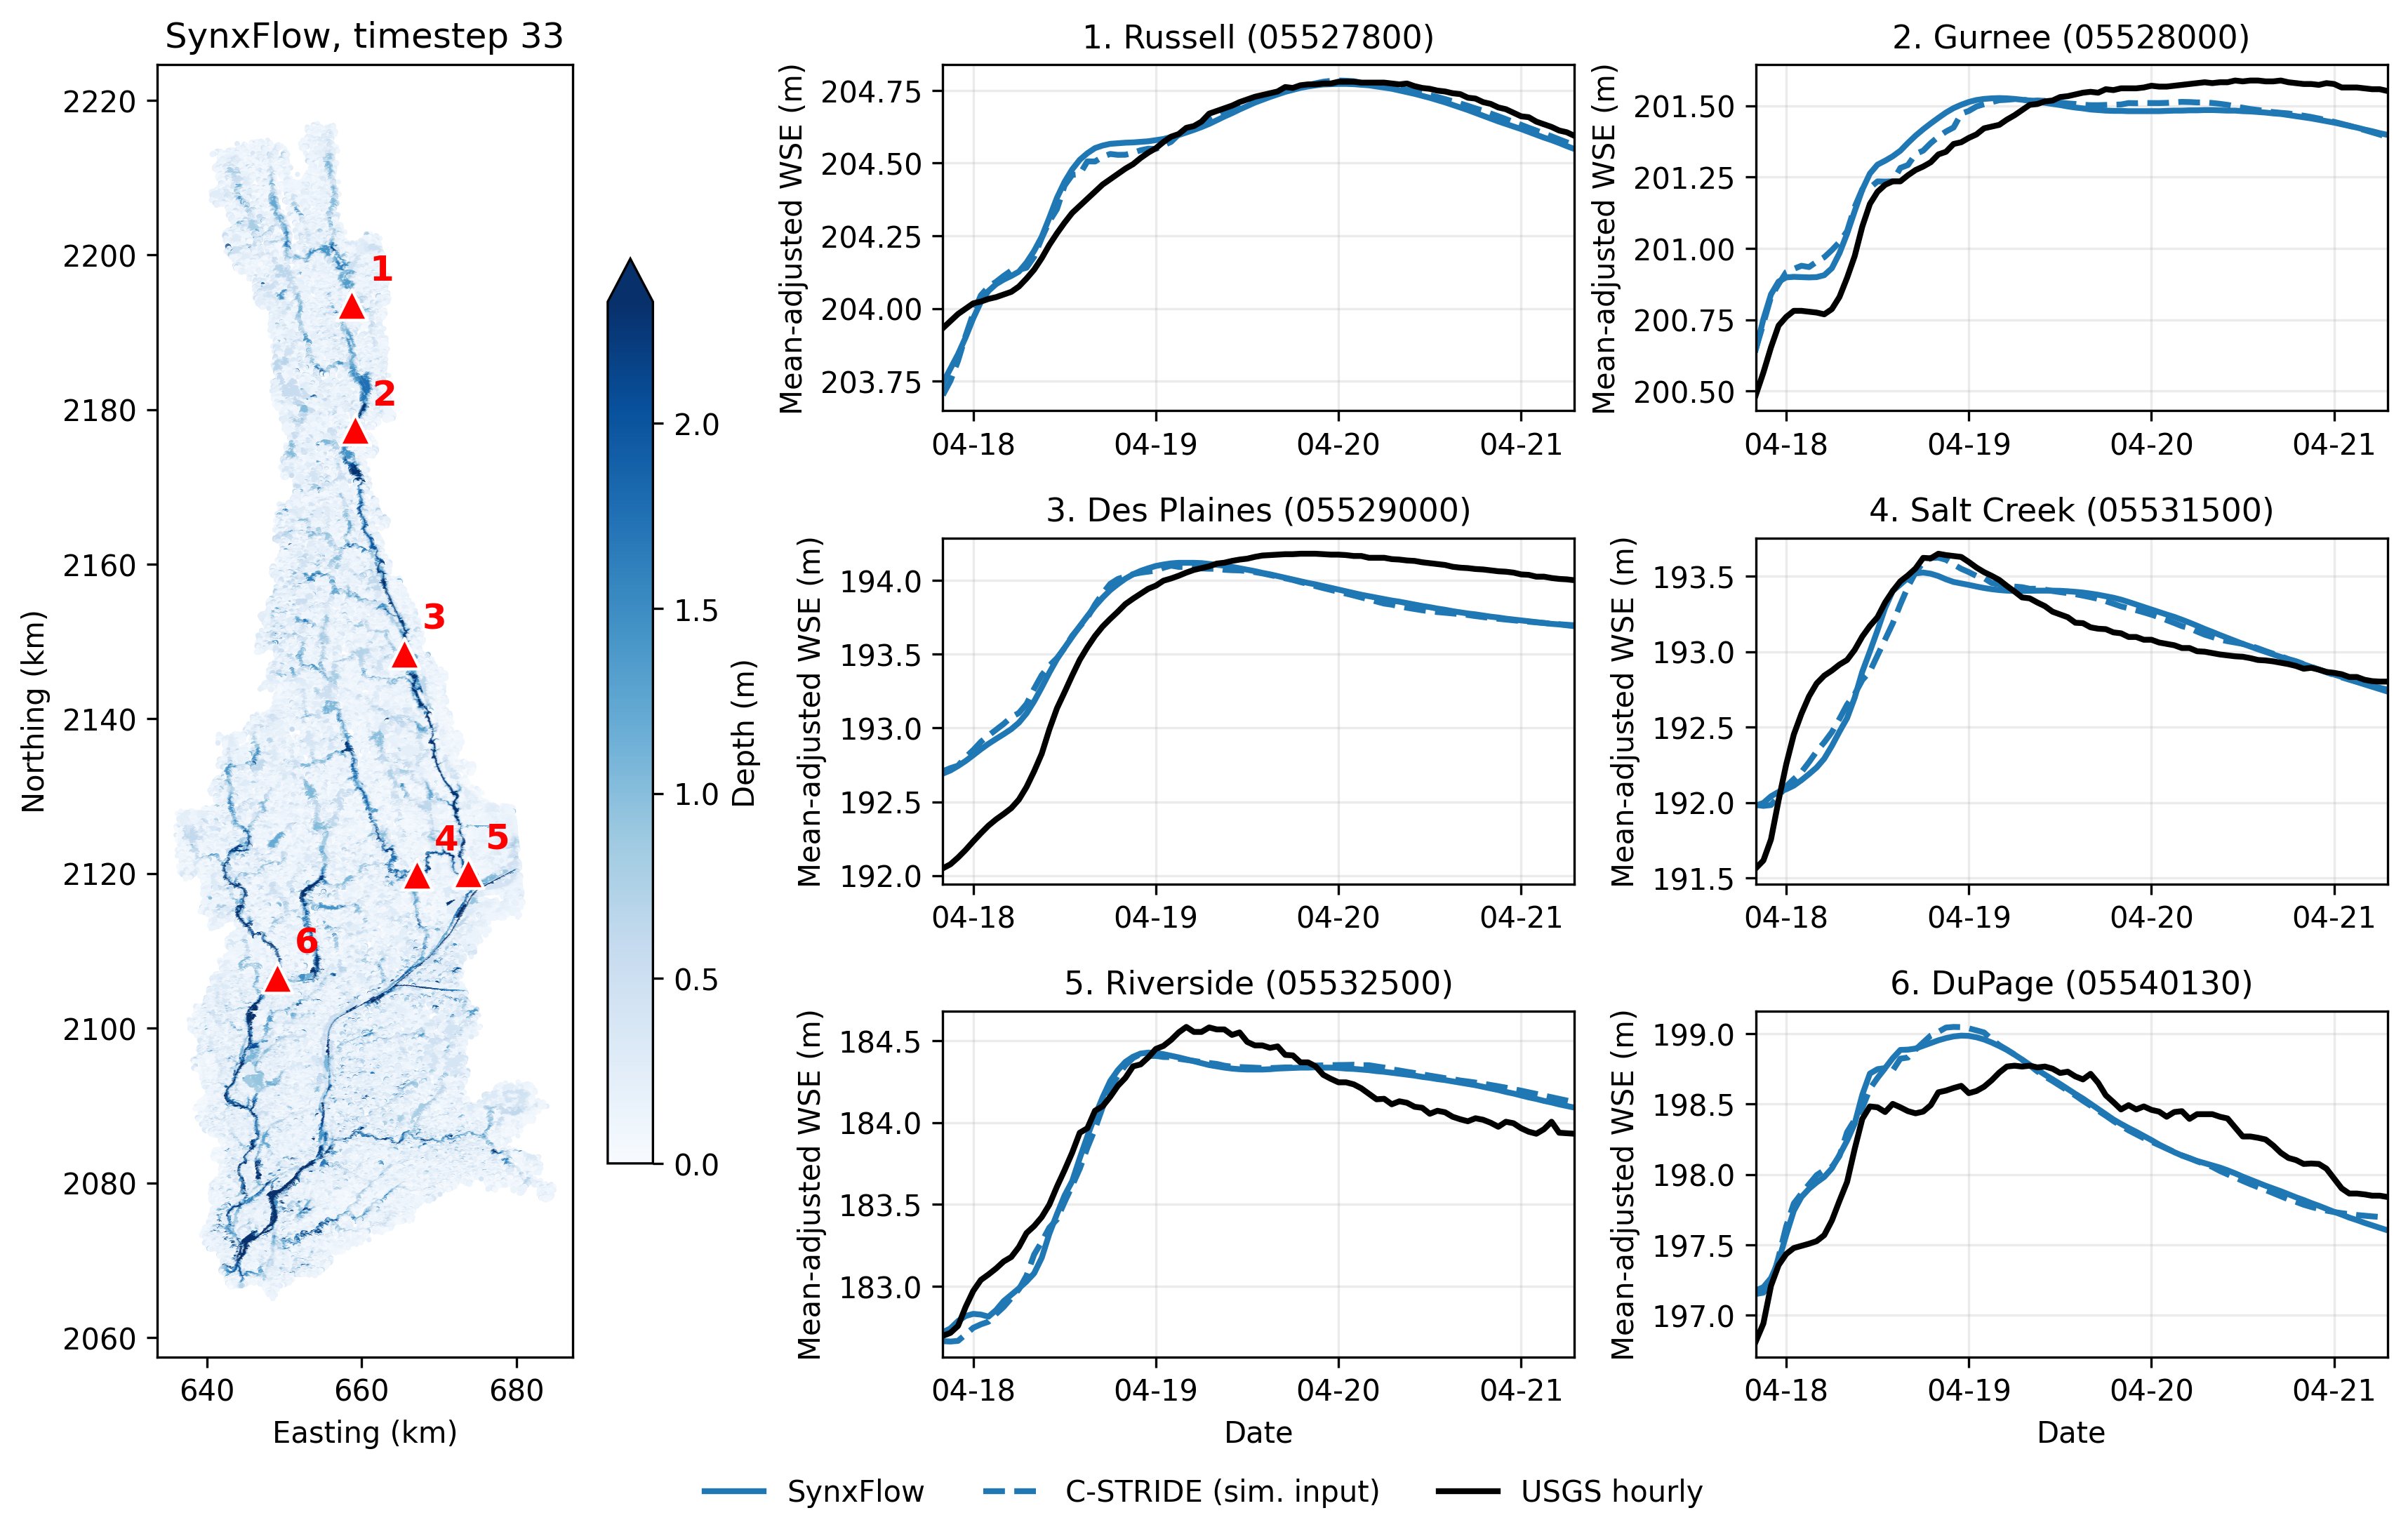 SynxFlow, timestep 33
2220
2200
2180
2160
2140
2120
2100
2080
2060
Northing (km)
640 660 680
Easting (km)
1
2
3
4
5
6
2.0
1.5
1.0
0.5
0.0
Depth (m)
1. Russell (05527800)
Mean-adjusted WSE (m)
204.75
204.50
204.25
204.00
203.75
04-18 04-19 04-20 04-21
2. Gurnee (05528000)
Mean-adjusted WSE (m)
201.50
201.25
201.00
200.75
200.50
04-18 04-19 04-20 04-21
3. Des Plaines (05529000)
Mean-adjusted WSE (m)
194.0
193.5
193.0
192.5
192.0
04-18 04-19 04-20 04-21
4. Salt Creek (05531500)
Mean-adjusted WSE (m)
193.5
193.0
192.5
192.0
191.5
04-18 04-19 04-20 04-21
5. Riverside (05532500)
Mean-adjusted WSE (m)
184.5
184.0
183.5
183.0
04-18 04-19 04-20 04-21
Date
6. DuPage (05540130)
Mean-adjusted WSE (m)
199.0
198.5
198.0
197.5
197.0
04-18 04-19 04-20 04-21
Date
SynxFlow C-STRIDE (sim. input) USGS hourly